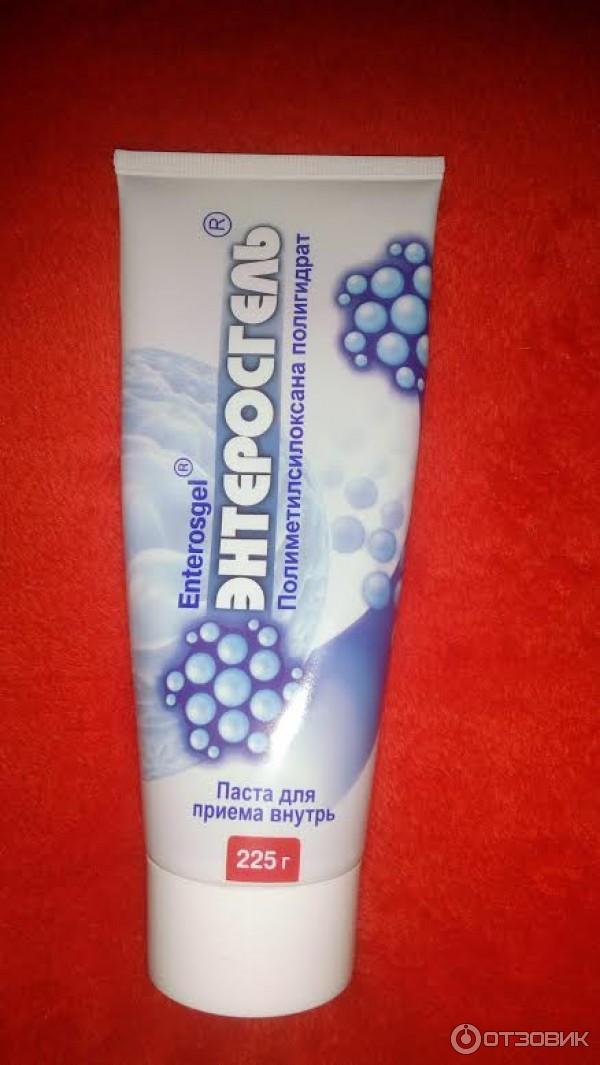 Enterosgel®
ЭНТЕРОСГЕЛЬ®
Полиметилсилоксана полигидрат
Паста для
приема внутрь
225 г
ОТЗОВИК